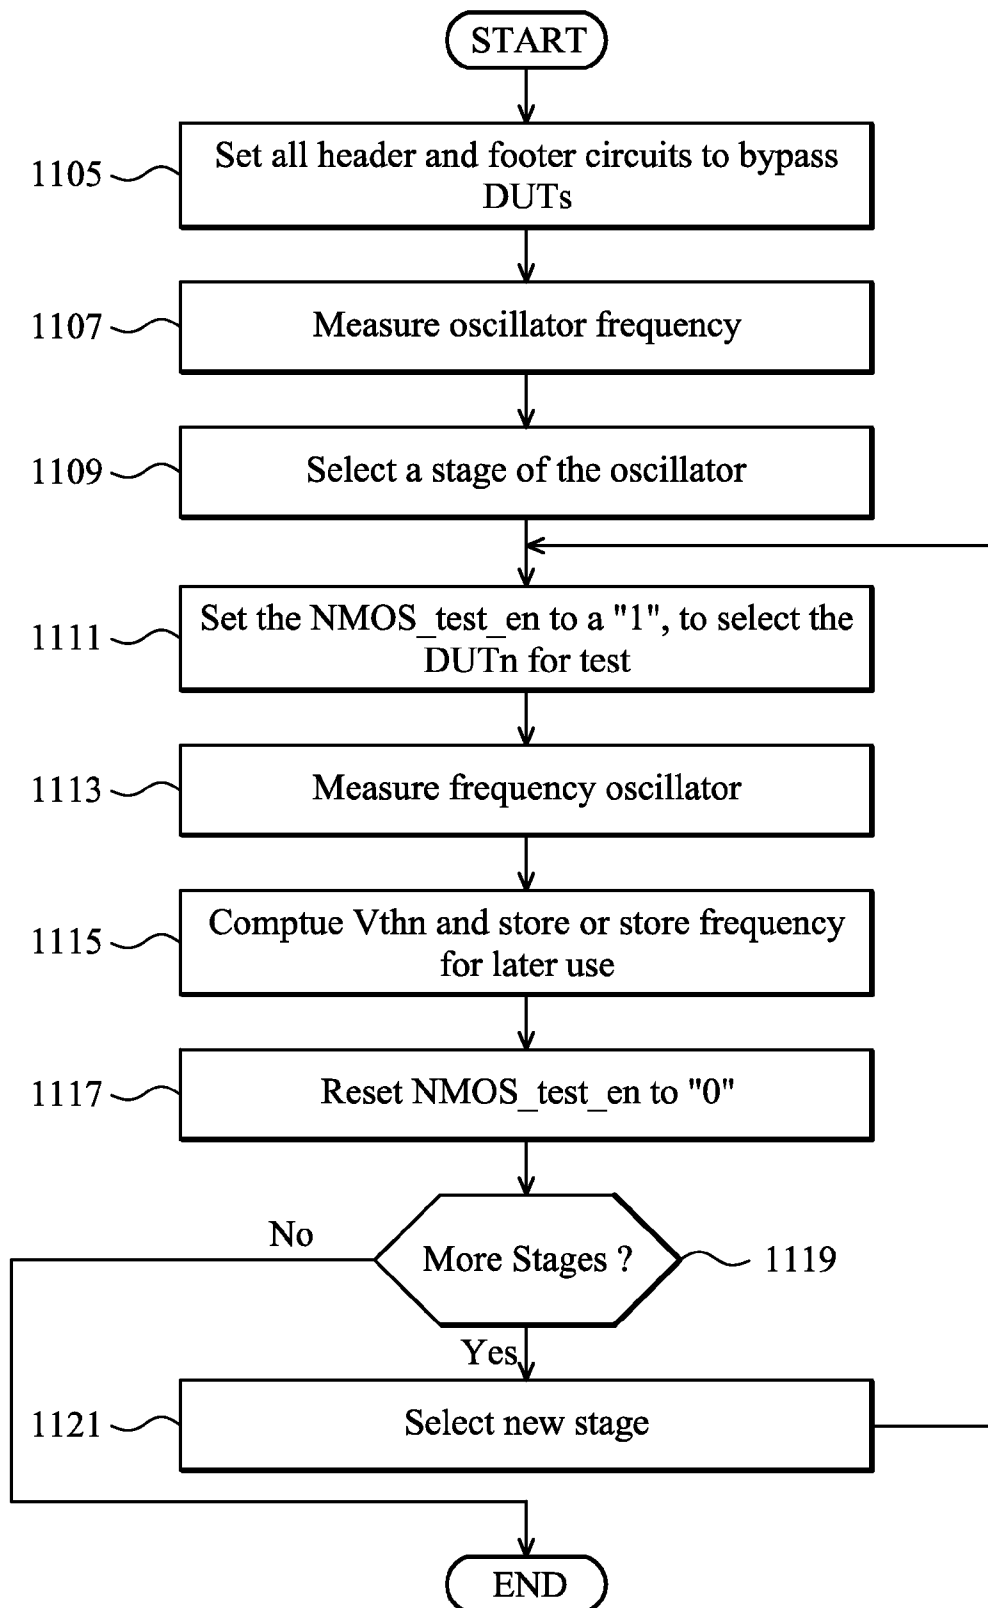 START
1105
Set all header and footer circuits to bypass
DUTs
1107
Measure oscillator frequency
1109
Select a stage of the oscillator
1111
Set the NMOS_test_en to a "1", to select the
DUTn for test
1113
Measure frequency oscillator
1115
Comptue Vthn and store or store frequency
for later use
1117
Reset NMOS_test_en to "0"
No
More Stages ?
1119
Yes
1121
Select new stage
END